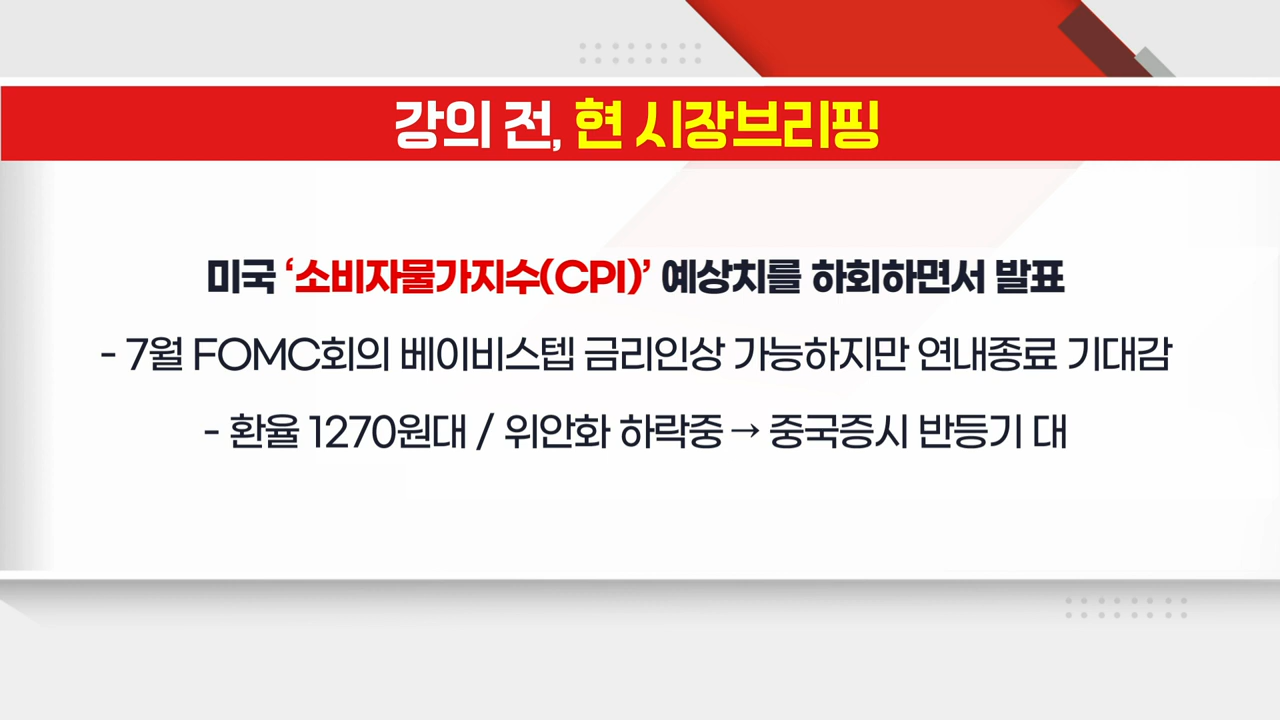 강의 전, 현 시장브리핑
미국 ‘소비자물가지수(CPI)’ 예상치를 하회하면서 발표
- 7월 FOMC회의 베이비스텝 금리인상 가능하지만 연내종료 기대감
- 환율 1270원대 / 위안화 하락중 → 중국증시 반등기 대